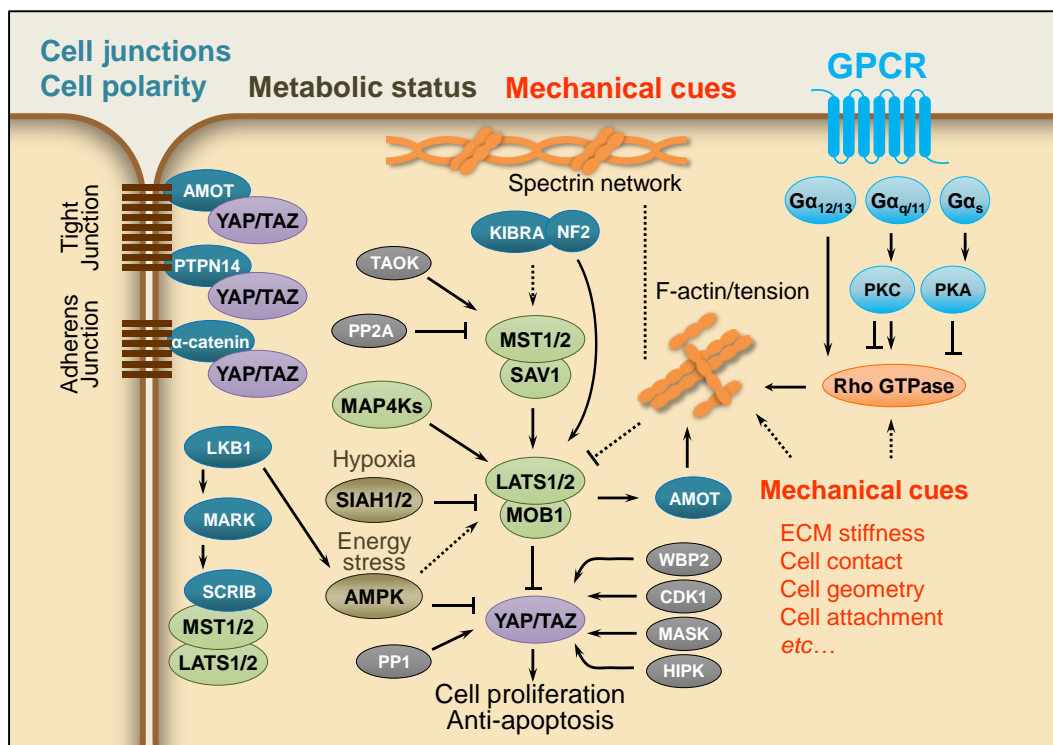 Cell junctions
Cell polarity
Metabolic status
Mechanical cues
GPCR
Tight
Junction
Adherens
Junction
AMOT
YAP/TAZ
PTPN14
YAP/TAZ
α-catenin
YAP/TAZ
LKB1
MARK
SCRIB
MST1/2
LATS1/2
Spectrin network
KIBRA
NF2
TAOK
PP2A
MST1/2
SAV1
MAP4Ks
Hypoxia
SIAH1/2
LATS1/2
MOB1
Energy
stress
AMPK
YAP/TAZ
PP1
Cell proliferation
Anti-apoptosis
AMOT
WBP2
CDK1
MASK
HIPK
F-actin/tension
Gα12/13
Gαq/11
Gαs
PKC
PKA
Rho GTPase
Mechanical cues
ECM stiffness
Cell contact
Cell geometry
Cell attachment
etc…